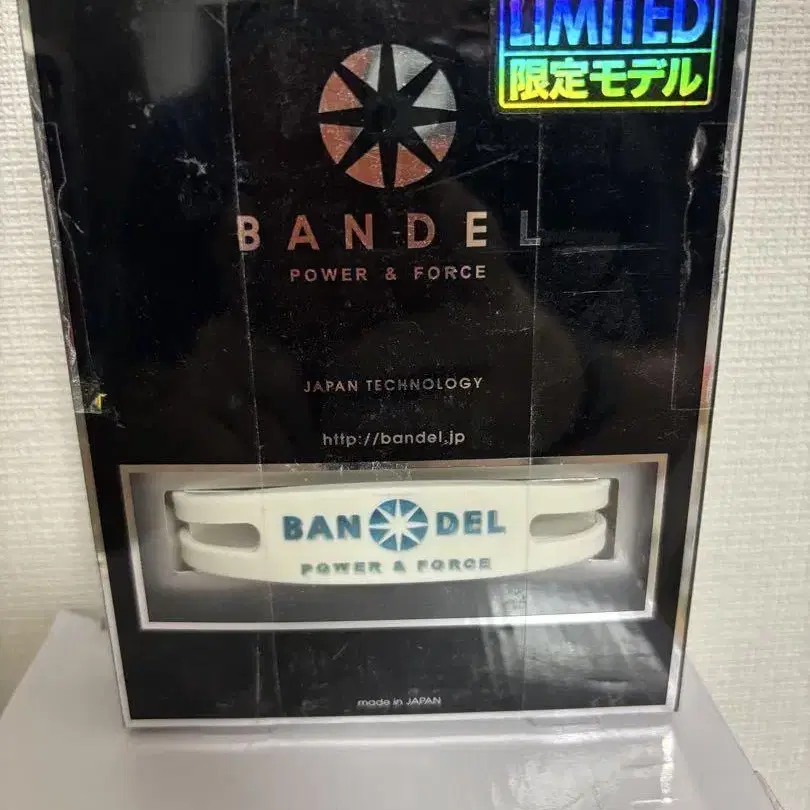 LIMITED
限定モデル
BANDEL
POWER & FORCE
JAPAN TECHNOLOGY
http://bandel.jp
BAN DEL
POWER & FORCE
made in JAPAN